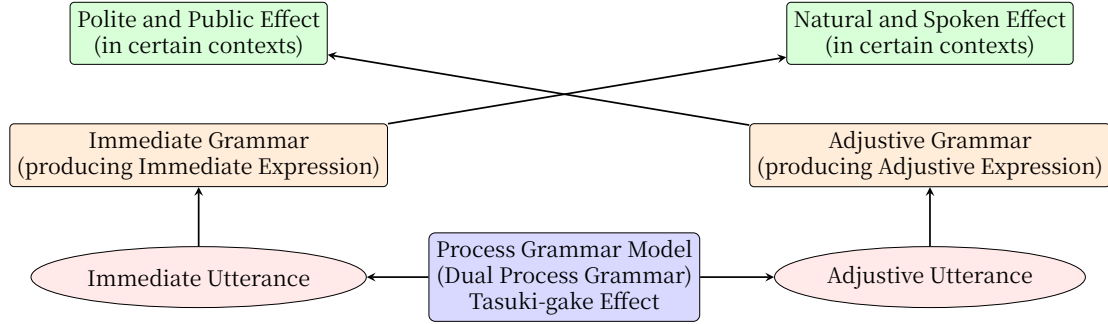 Polite and Public Effect
(in certain contexts)
Natural and Spoken Effect
(in certain contexts)
Immediate Grammar
(producing Immediate Expression)
Adjustive Grammar
(producing Adjustive Expression)
Immediate Utterance
Process Grammar Model
(Dual Process Grammar)
Tasuki-gake Effect
Adjustive Utterance